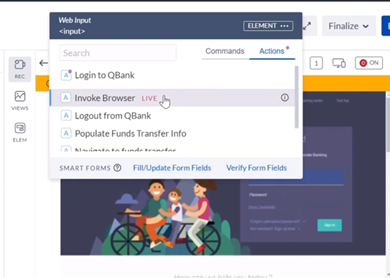 Web Input
<input>
ELEMENT
Finalize
Search
Commands
Actions
1
ON
REC
VIEWS
ELEM
A
Login to QBank
A
Invoke Browser LIVE
A
Logout from QBank
A
Populate Funds Transfer Info
Navigate to funds transfer
SMART FORMS
Fill/Update Form Fields
Verify Form Fields
Password
Sign In